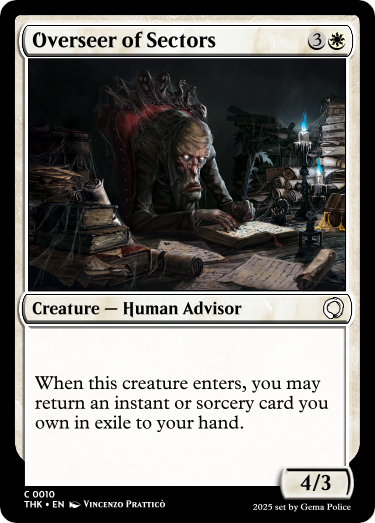 Overseer of Sectors 3
Creature — Human Advisor
When this creature enters, you may
return an instant or sorcery card you
own in exile to your hand.
4/3
C 0010
THK • EN Vincenzo Pratticò
2025 set by Gema Police